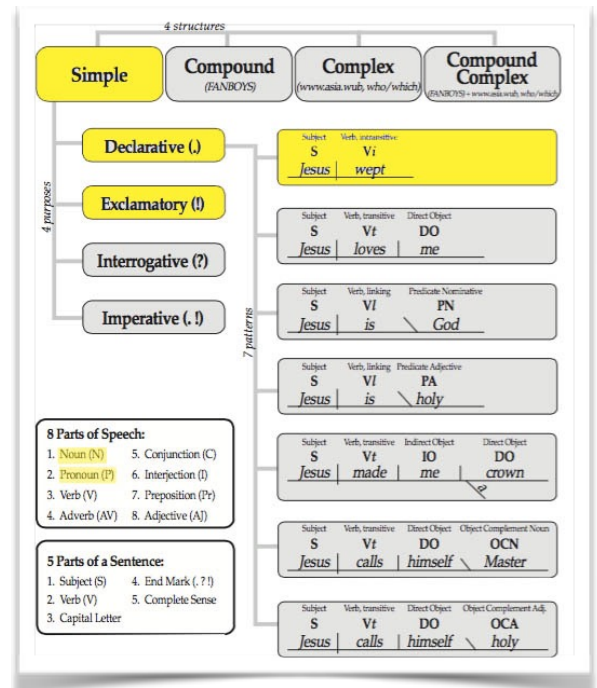 4 structures
Simple
Compound
(FANBOYS)
Complex
(www.asia.wub, who/which)
Compound
Complex
(FANBOYS) + www.asia.wub, who/which
4 purposes
Declarative (.)
Exclamatory (!)
Interrogative (?)
Imperative (. !)
7 patterns
Subject Verb, intransitive
S Vi
Jesus wept
Subject Verb, transitive Direct Object
S Vt DO
Jesus loves me
Subject Verb, linking Predicate Nominative
S Vl PN
Jesus is God
Subject Verb, linking Predicate Adjective
S Vl PA
Jesus is holy
Subject Verb, transitive Indirect Object Direct Object
S Vt IO DO
Jesus made me crown
a
Subject Verb, transitive Direct Object Object Complement Noun
S Vt DO OCN
Jesus calls himself Master
Subject Verb, transitive Direct Object Object Complement Adj.
S Vt DO OCA
Jesus calls himself holy
8 Parts of Speech:
1. Noun (N) 5. Conjunction (C)
2. Pronoun (P) 6. Interjection (I)
3. Verb (V) 7. Preposition (Pr)
4. Adverb (AV) 8. Adjective (AJ)
5 Parts of a Sentence:
1. Subject (S) 4. End Mark (. ? !)
2. Verb (V) 5. Complete Sense
3. Capital Letter